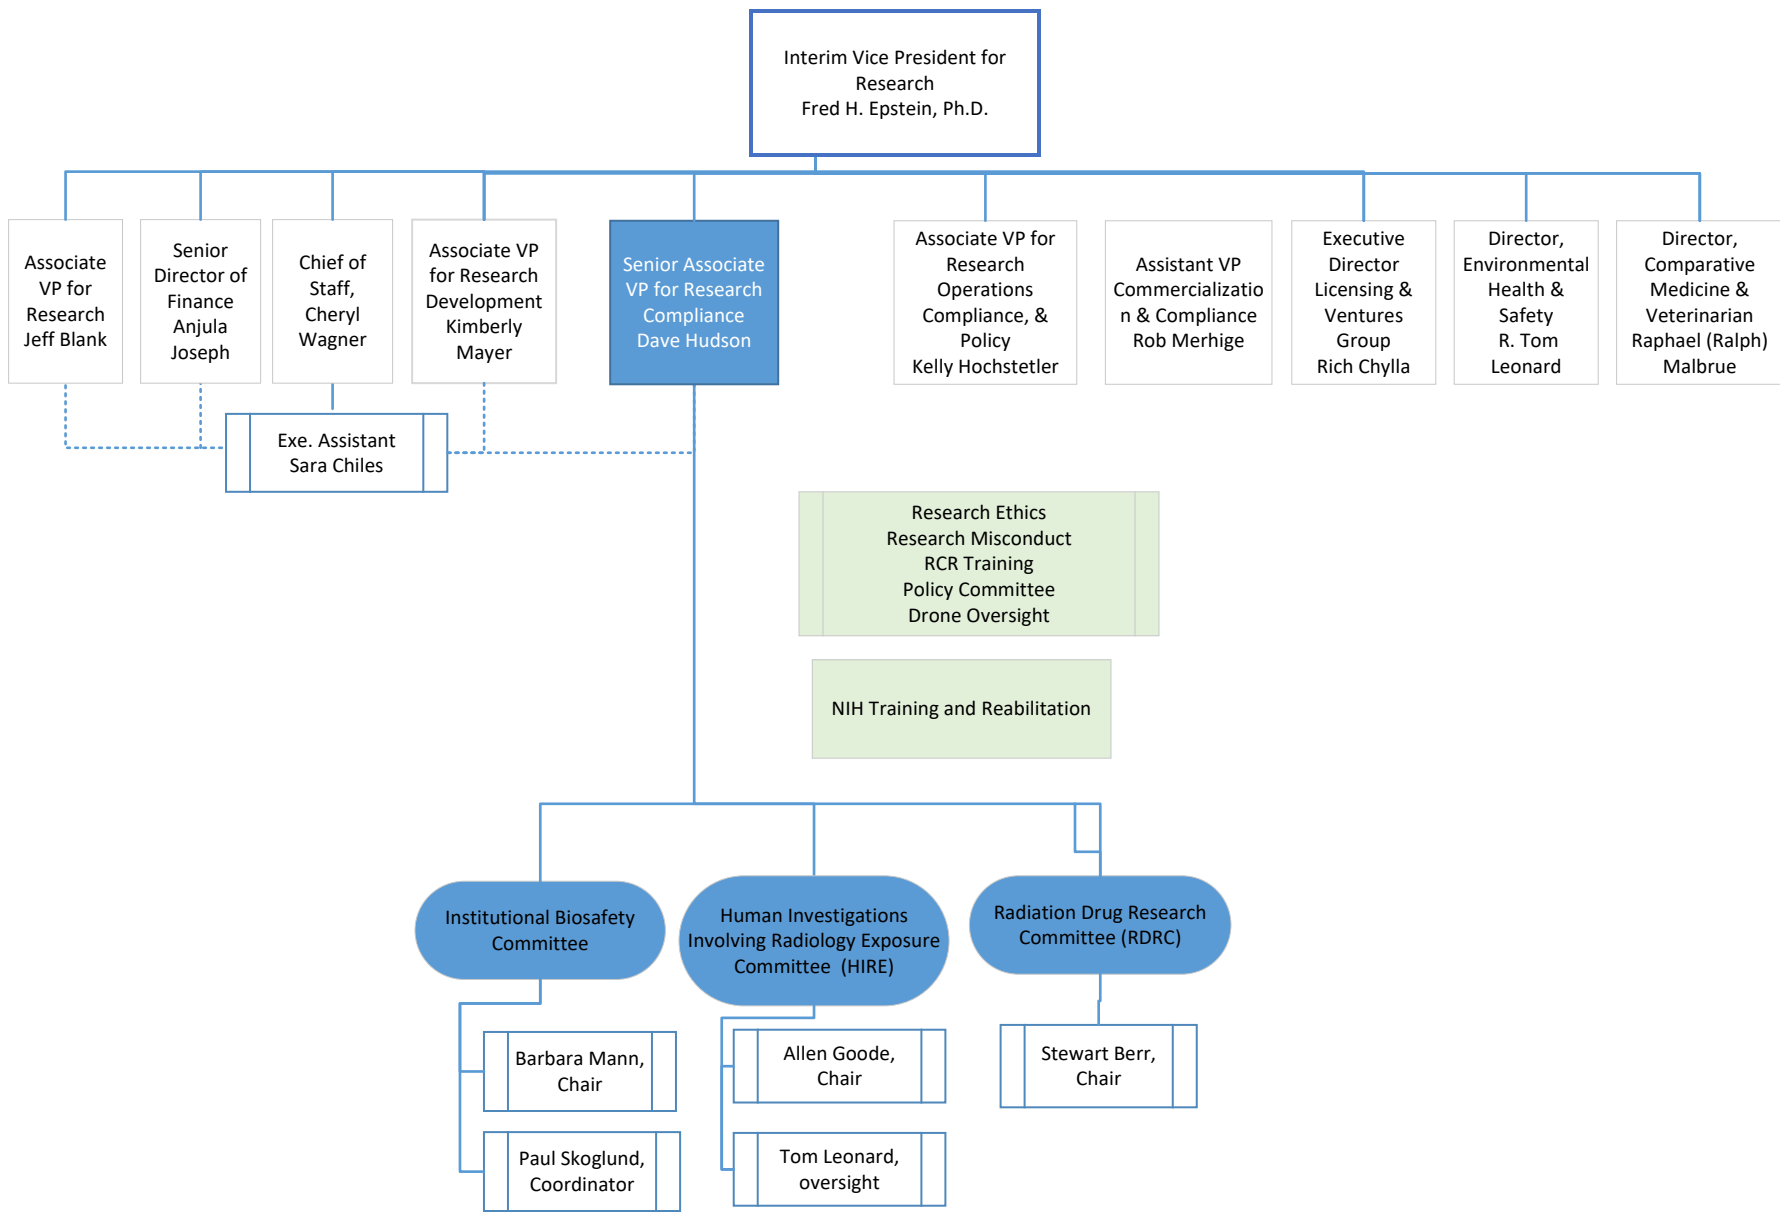 Interim Vice President for
Research
Fred H. Epstein, Ph.D.
Associate
VP for
Research
Jeff Blank
Senior
Director of
Finance
Anjula
Joseph
Chief of
Staff,
Cheryl
Wagner
Associate VP
for Research
Development
Kimberly
Mayer
Senior Associate
VP for Research
Compliance
Dave Hudson
Associate VP for
Research
Operations
Compliance, &
Policy
Kelly Hochstetler
Assistant VP
Commercializatio
n & Compliance
Rob Merhige
Executive
Director
Licensing &
Ventures
Group
Rich Chylla
Director,
Environmental
Health &
Safety
R. Tom
Leonard
Director,
Comparative
Medicine &
Veterinarian
Raphael (Ralph)
Malbrue
Exe. Assistant
Sara Chiles
Research Ethics
Research Misconduct
RCR Training
Policy Committee
Drone Oversight
NIH Training and Reabilitation
Institutional Biosafety
Committee
Human Investigations
Involving Radiology Exposure
Committee (HIRE)
Radiation Drug Research
Committee (RDRC)
Barbara Mann,
Chair
Allen Goode,
Chair
Stewart Berr,
Chair
Paul Skoglund,
Coordinator
Tom Leonard,
oversight